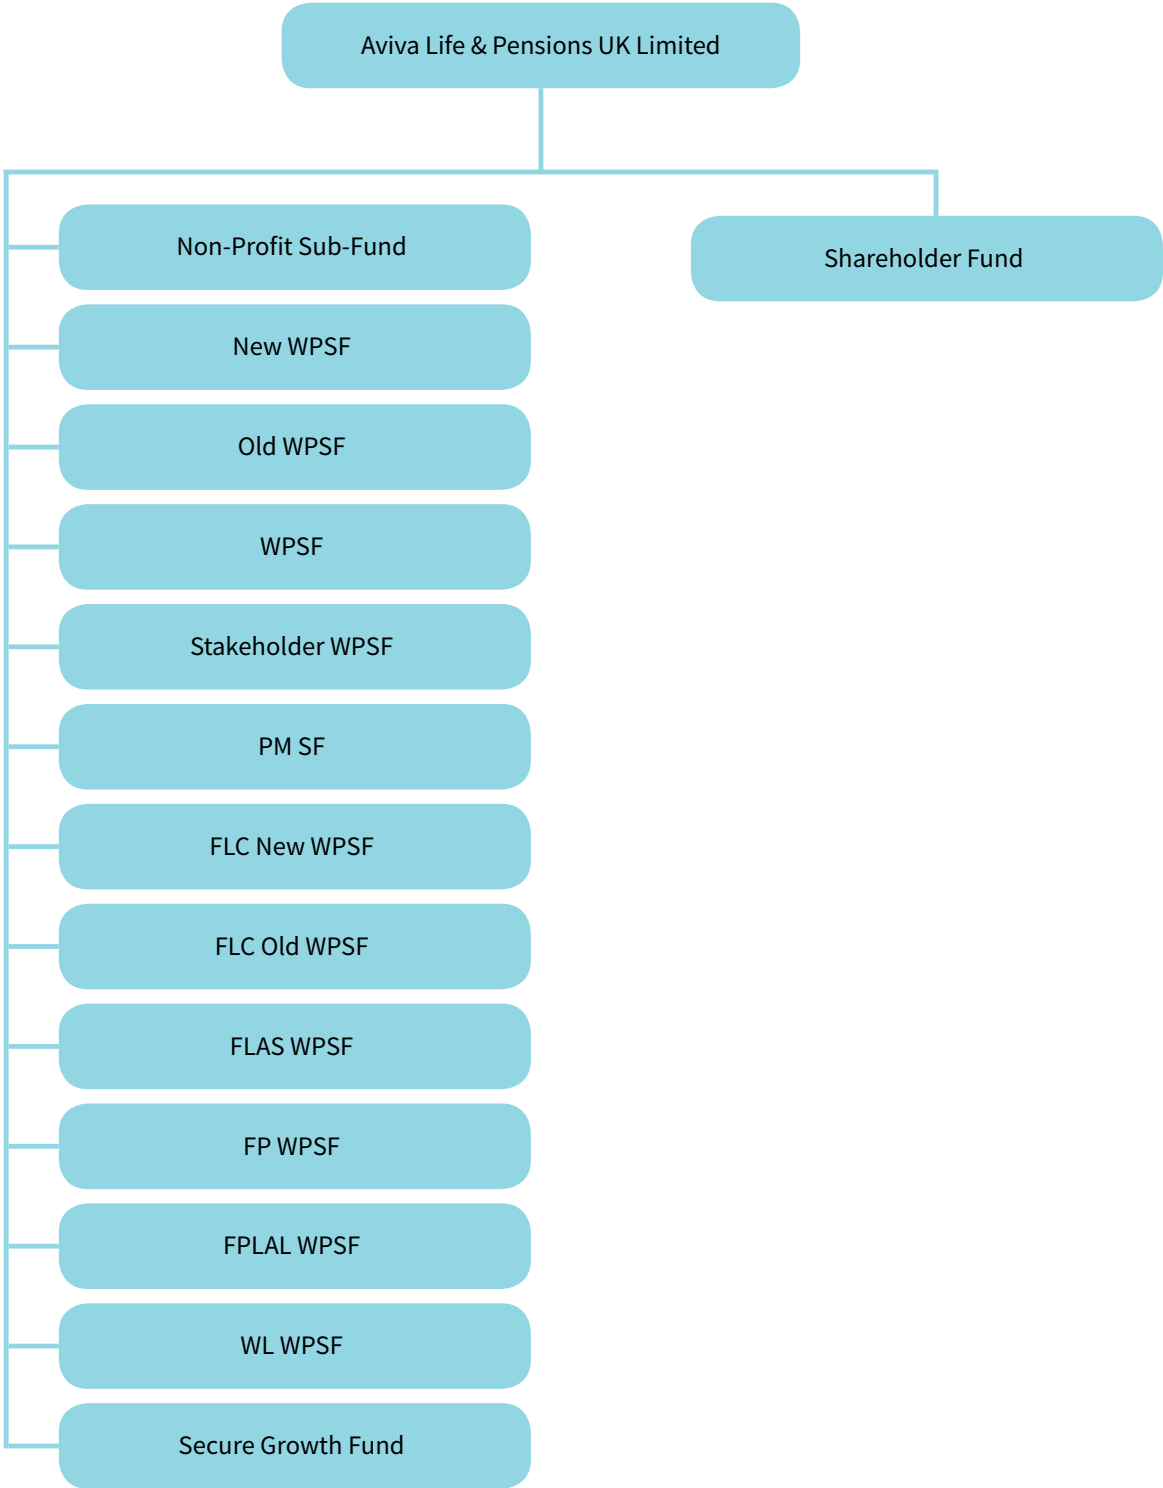 Aviva Life & Pensions UK Limited
Non-Profit Sub-Fund
Shareholder Fund
New WPSF
Old WPSF
WPSF
Stakeholder WPSF
PM SF
FLC New WPSF
FLC Old WPSF
FLAS WPSF
FP WPSF
FPLAL WPSF
WL WPSF
Secure Growth Fund